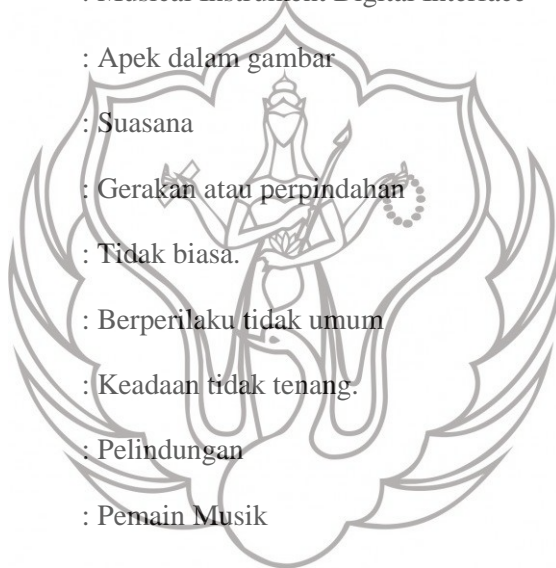 : Musical Instrument Digital Interface
: Apek dalam gambar
: Suasana
: Gerakan atau perpindahan
: Tidak biasa.
: Berperilaku tidak umum
: Keadaan tidak tenang.
: Pelindungan
: Pemain Musik